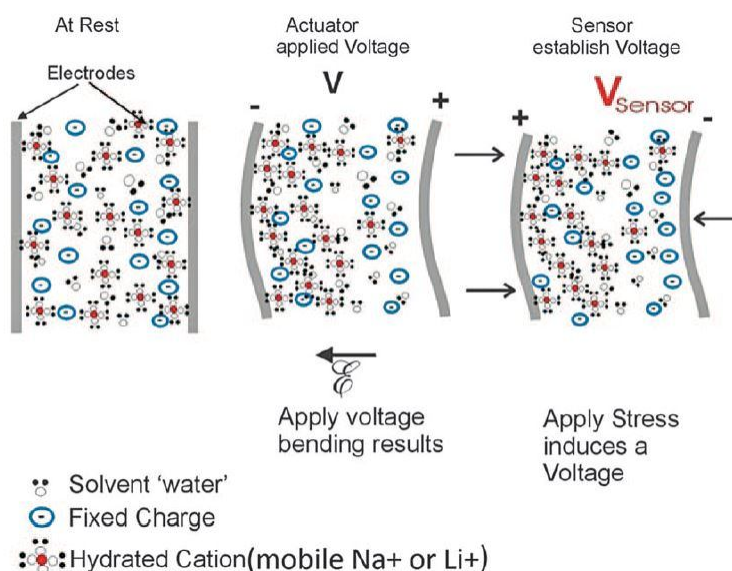 At Rest
Electrodes
Actuator
applied Voltage
V
-
+
Sensor
establish Voltage
VSensor
+
-
ℰ
Apply voltage
bending results
Apply Stress
induces a
Voltage
Solvent 'water'
Fixed Charge
Hydrated Cation(mobile Na+ or Li+)